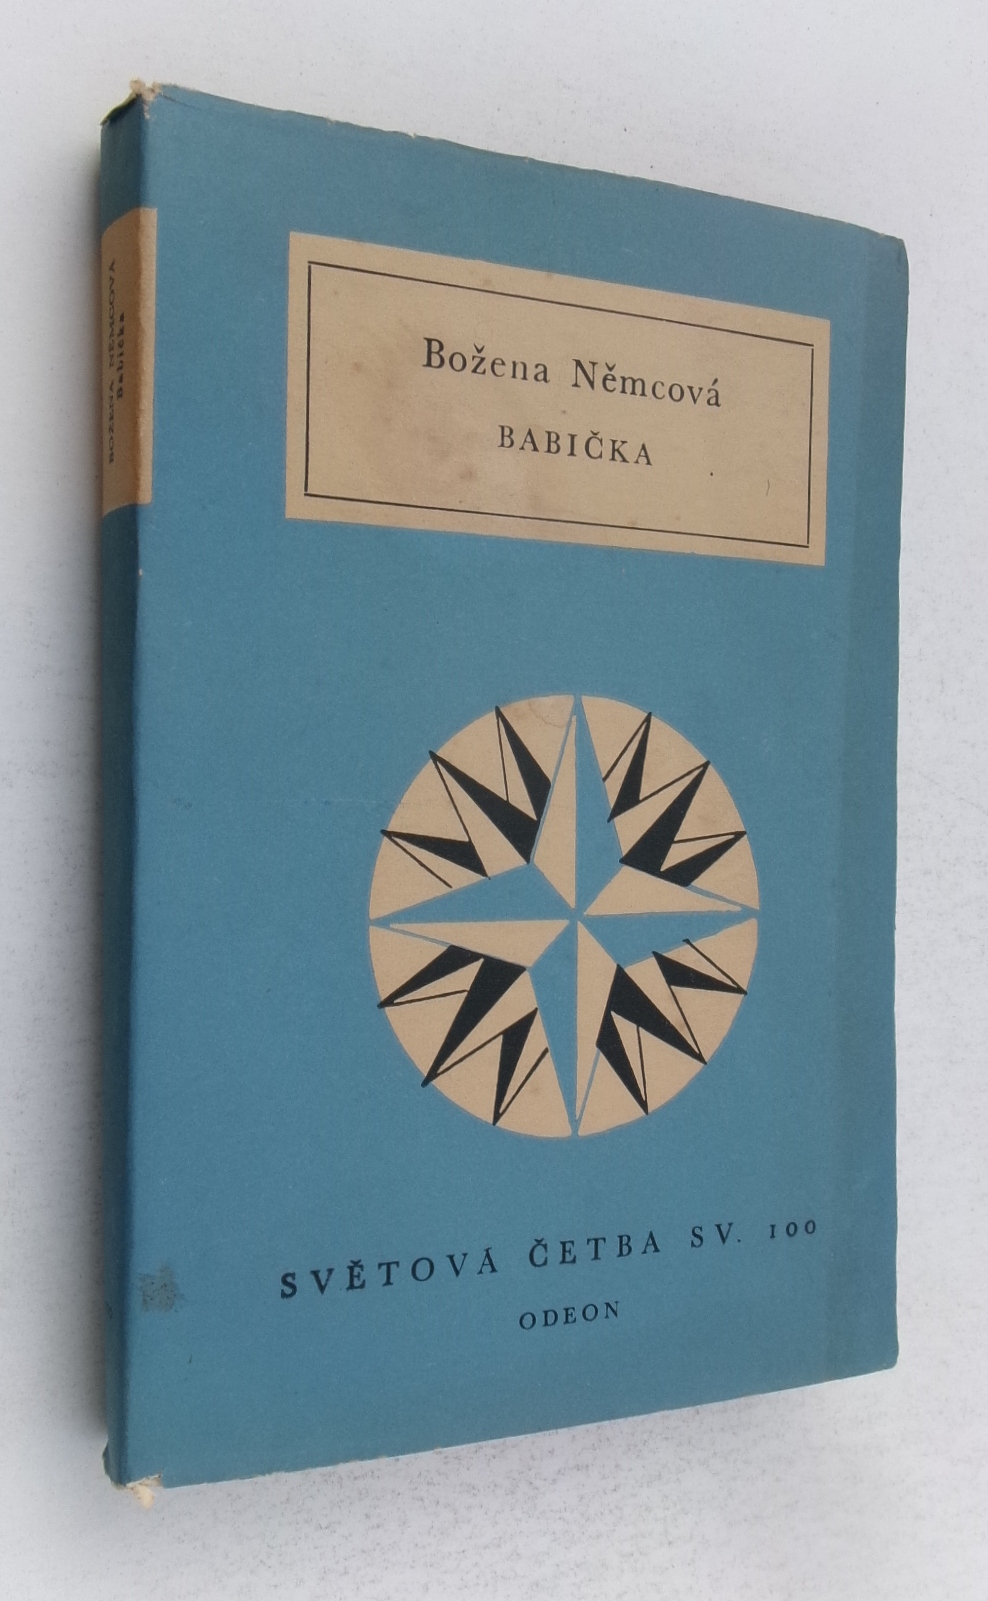 BOŽENA NĚMCOVÁ
Babička
Božena Němcová
BABIČKA
SVĚTOVÁ ČETBA SV. 100
ODEON